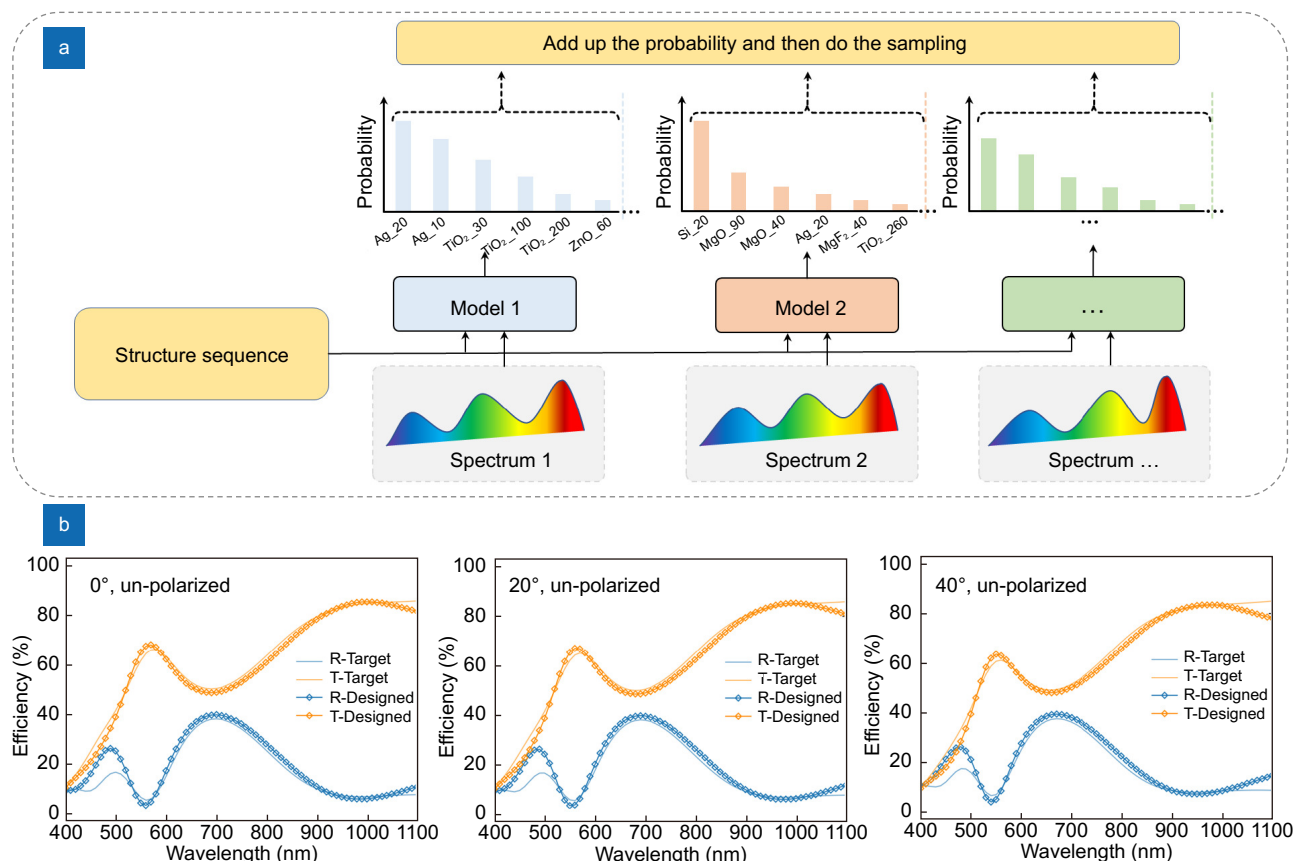 a
Add up the probability and then do the sampling
Probability
Ag_20
Ag_10
TiO₂_30
TiO₂_100
TiO₂_200
ZnO_60
...
Probability
Si_20
MgO_90
MgO_40
Ag_20
MgF₂_40
TiO₂_260
...
Probability
...
...
Model 1
Model 2
...
Structure sequence
Spectrum 1
Spectrum 2
Spectrum ...
b
Efficiency (%)
100
80
60
40
20
0
0°, un-polarized
R-Target
T-Target
R-Designed
T-Designed
400 500 600 700 800 900 1000 1100
Wavelength (nm)
Efficiency (%)
100
80
60
40
20
0
20°, un-polarized
R-Target
T-Target
R-Designed
T-Designed
400 500 600 700 800 900 1000 1100
Wavelength (nm)
Efficiency (%)
100
80
60
40
20
0
40°, un-polarized
R-Target
T-Target
R-Designed
T-Designed
400 500 600 700 800 900 1000 1100
Wavelength (nm)